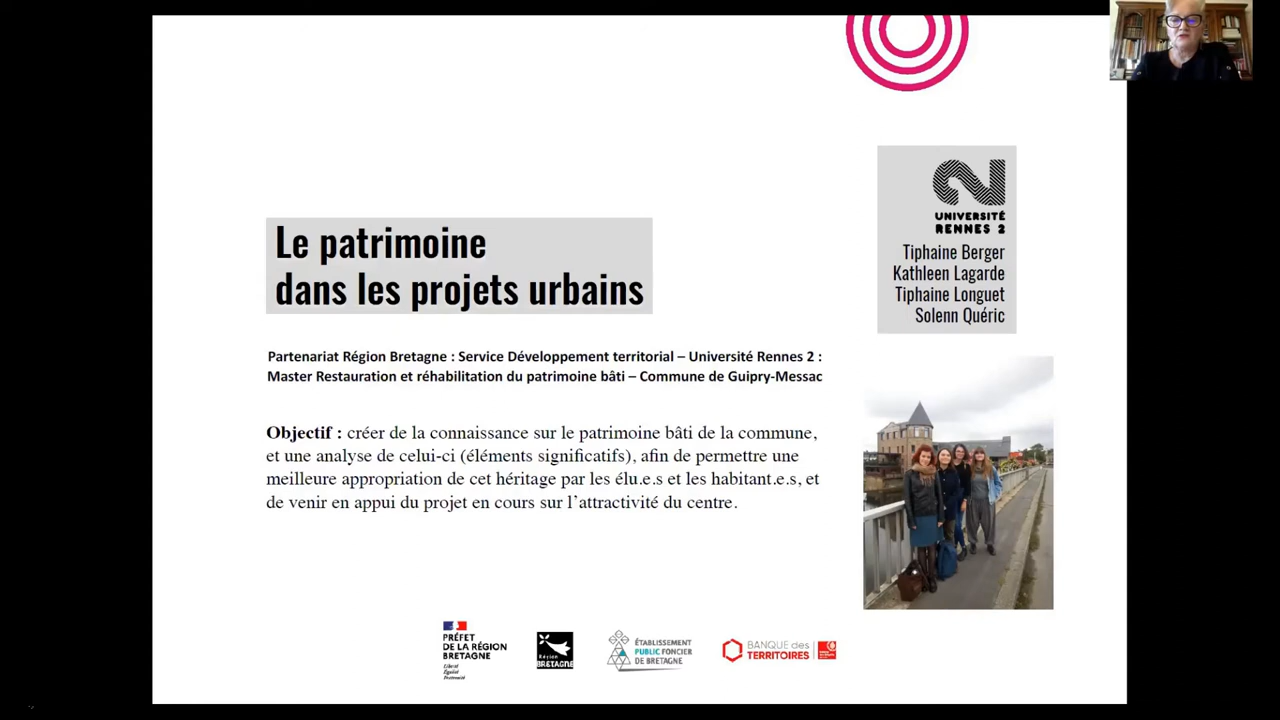 UNIVERSITÉ
RENNES 2
Tiphaine Berger
Kathleen Lagarde
Tiphaine Longuet
Solenn Quéric
Le patrimoine
dans les projets urbains
Partenariat Région Bretagne : Service Développement territorial – Université Rennes 2 :
Master Restauration et réhabilitation du patrimoine bâti – Commune de Guipry-Messac
Objectif : créer de la connaissance sur le patrimoine bâti de la commune,
et une analyse de celui-ci (éléments significatifs), afin de permettre une
meilleure appropriation de cet héritage par les élu.e.s et les habitant.e.s, et
de venir en appui du projet en cours sur l'attractivité du centre.
PRÉFET
DE LA RÉGION
BRETAGNE
Liberté
Égalité
Fraternité
Région
BRETAGNE
ÉTABLISSEMENT
PUBLIC FONCIER
DE BRETAGNE
BANQUE des
TERRITOIRES